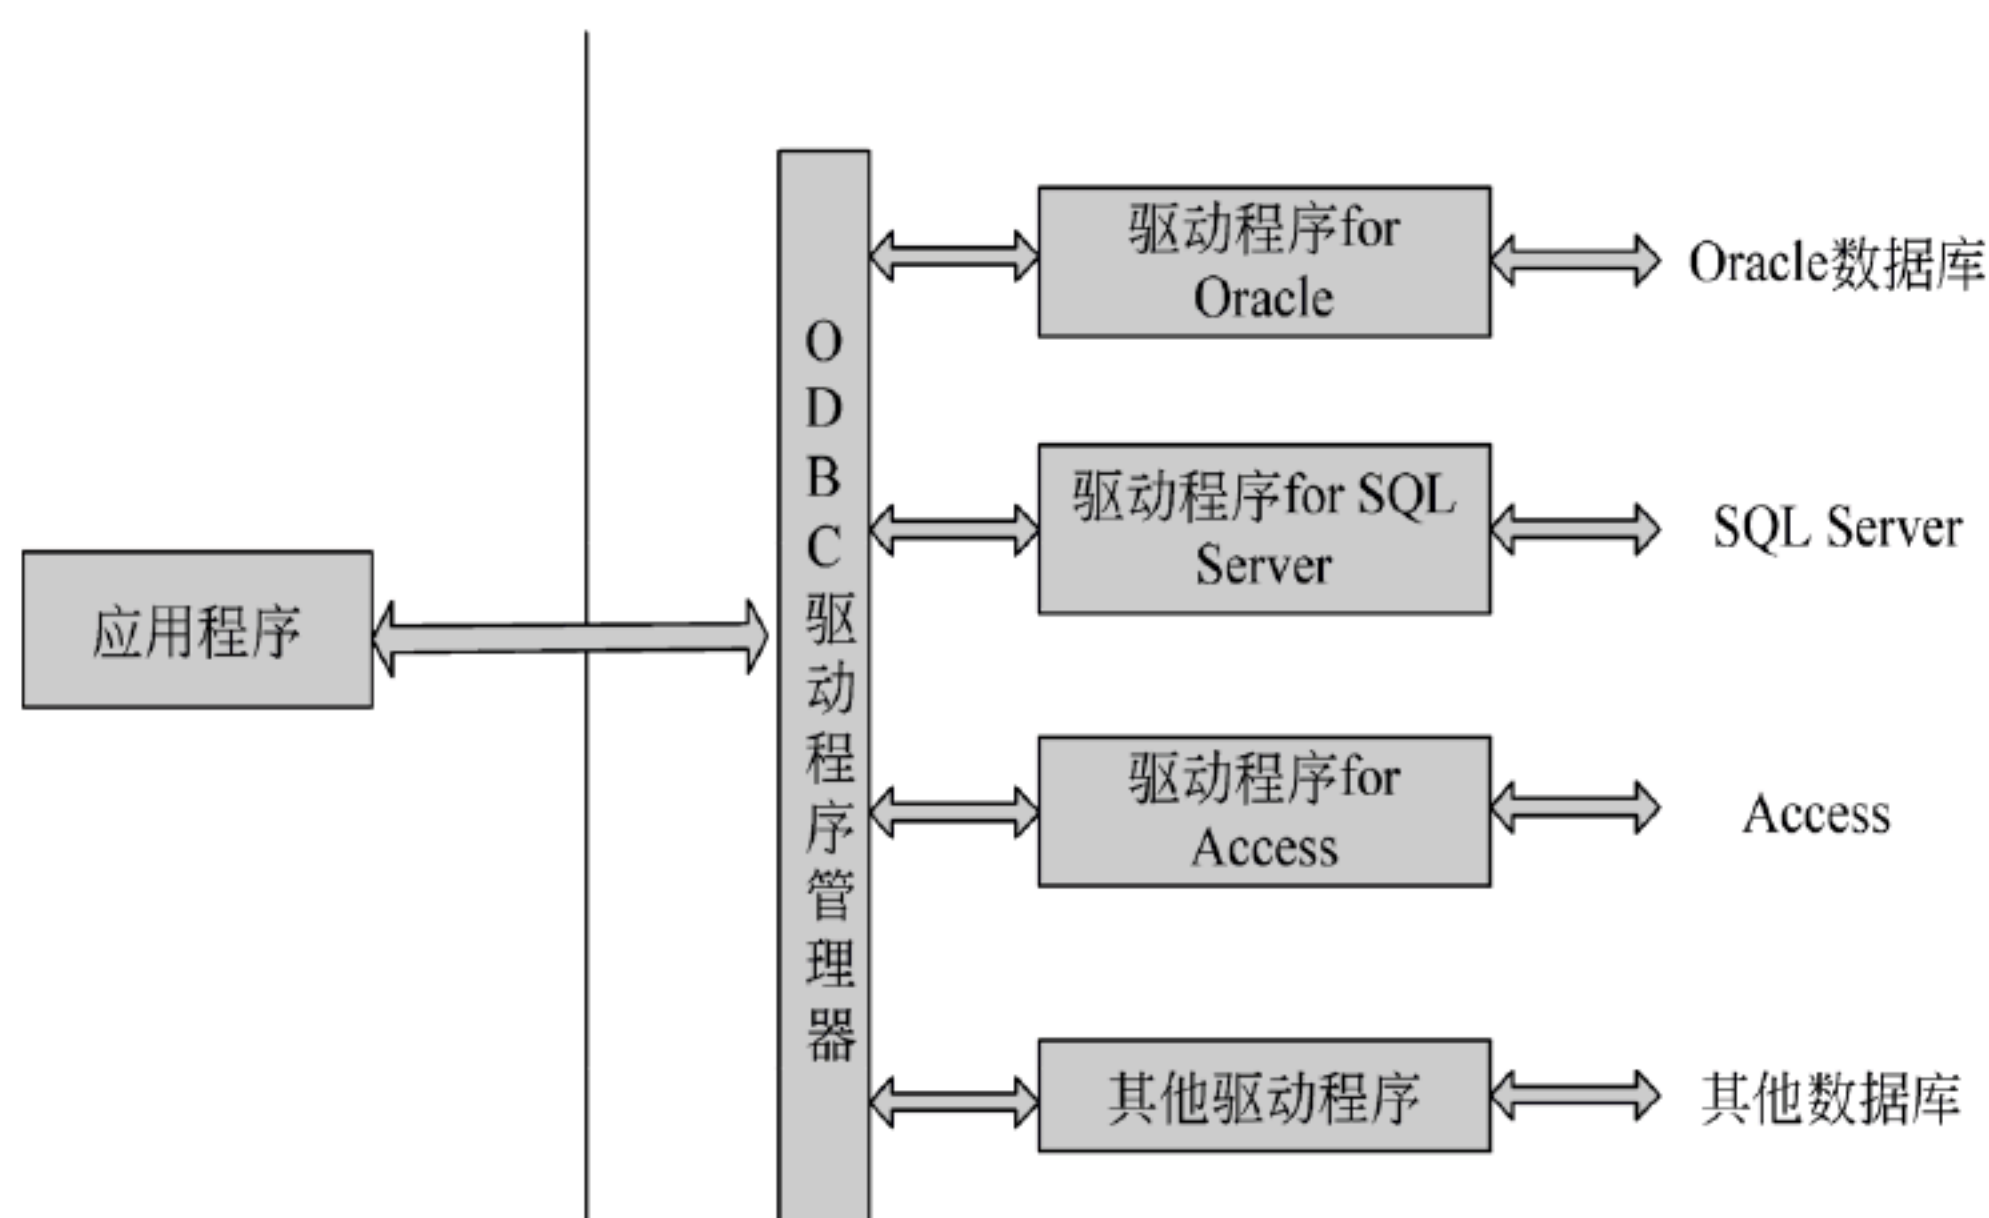 应用程序
ODBC驱动程序管理器
驱动程序for
Oracle
Oracle数据库
驱动程序for SQL
Server
SQL Server
驱动程序for
Access
Access
其他驱动程序
其他数据库